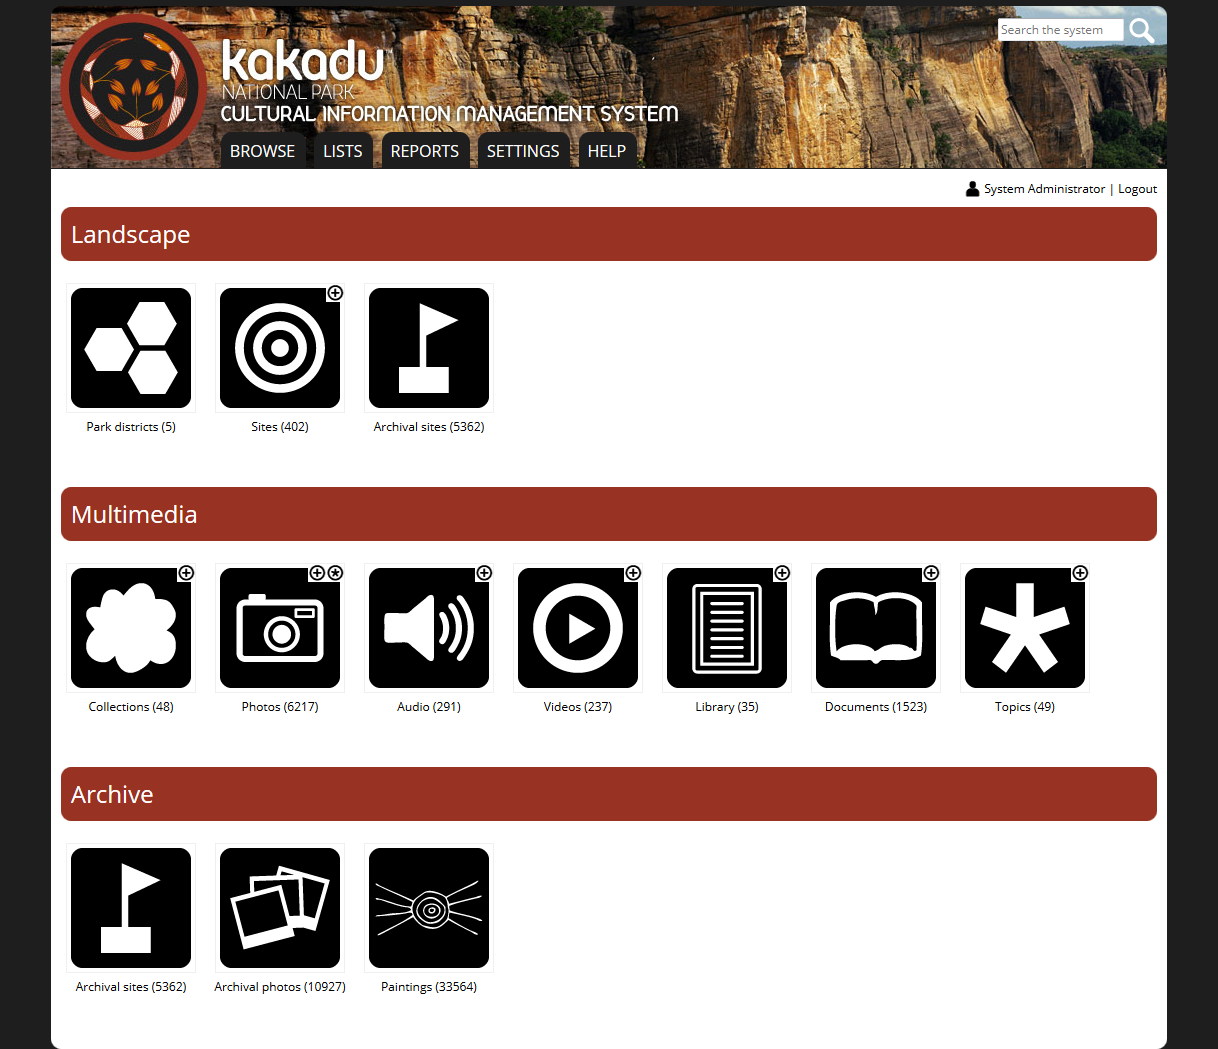 kakadu
NATIONAL PARK
CULTURAL INFORMATION MANAGEMENT SYSTEM
Search the system
BROWSE LISTS REPORTS SETTINGS HELP
System Administrator | Logout
Landscape
Park districts (5) Sites (402) Archival sites (5362)
Multimedia
Collections (48) Photos (6217) Audio (291) Videos (237) Library (35) Documents (1523) Topics (49)
Archive
Archival sites (5362) Archival photos (10927) Paintings (33564)